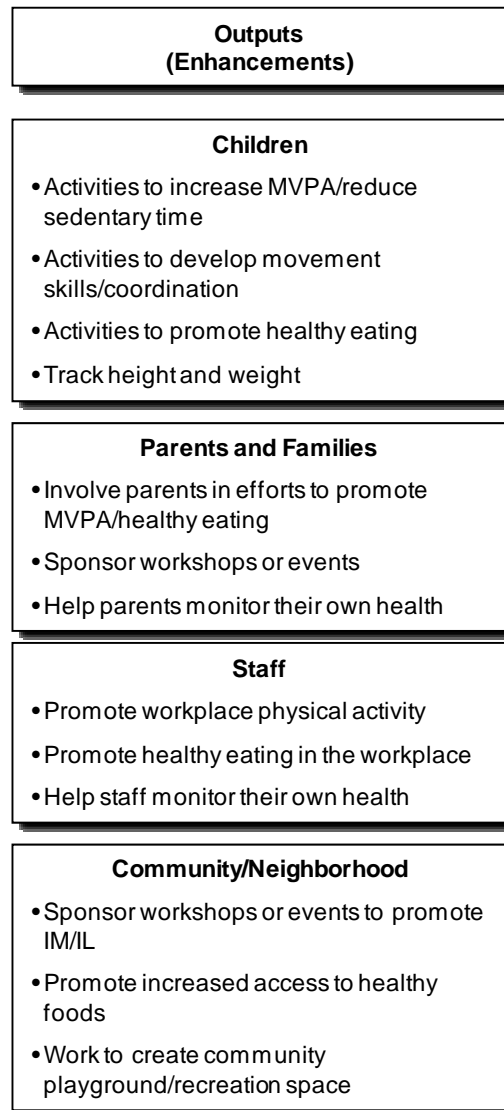 Outputs
(Enhancements)
Children
•Activities to increase MVPA/reduce
sedentary time
•Activities to develop movement
skills/coordination
•Activities to promote healthy eating
•Track height and weight
Parents and Families
•Involve parents in efforts to promote
MVPA/healthy eating
•Sponsor workshops or events
•Help parents monitor their own health
Staff
•Promote workplace physical activity
•Promote healthy eating in the workplace
•Help staff monitor their own health
Community/Neighborhood
•Sponsor workshops or events to promote
IM/IL
•Promote increased access to healthy
foods
•Work to create community
playground/recreation space